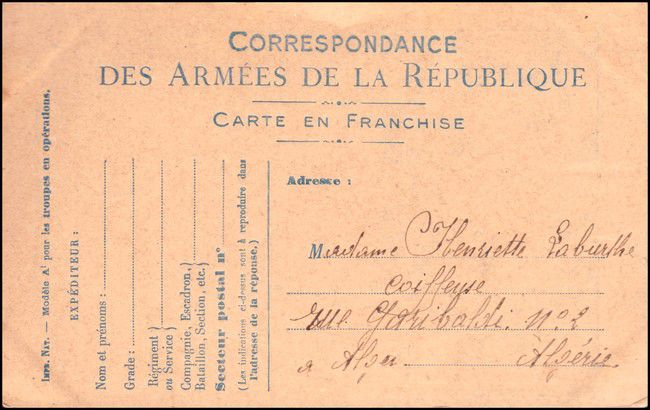 CORRESPONDANCE
DES ARMÉES DE LA RÉPUBLIQUE
CARTE EN FRANCHISE
IMP. NAT. — Modèle A¹ pour les troupes en opérations.
EXPÉDITEUR:
Nom et prénoms:
Grade:
Régiment
ou Service
Compagnie, Escadron,
Bataillon, Section, etc.
Secteur postal n°
(Les indications ci-dessus sont à reproduire dans
l'adresse de la réponse.)
Adresse :
Madame Henriette Laburthe
Coiffeuse
rue Garibaldi. n° 2
à Alger Algérie